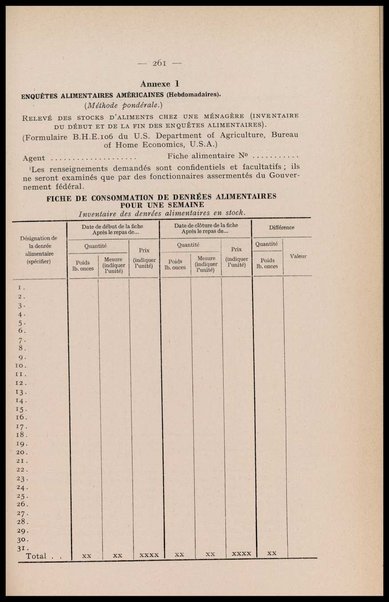 — 261 —
Annexe I
ENQUÊTES ALIMENTAIRES AMÉRICAINES (Hebdomadaires).
(Méthode pondérale.)
RELEVÉ DES STOCKS D'ALIMENTS CHEZ UNE MÉNAGÈRE (INVENTAIRE
DU DÉBUT ET DE LA FIN DES ENQUÊTES ALIMENTAIRES).
(Formulaire B.H.E.106 du U.S. Department of Agriculture, Bureau
of Home Economics, U.S.A.)
Agent .................... Fiche alimentaire No ...........
Les renseignements demandés sont confidentiels et facultatifs ; ils
ne seront examinés que par des fonctionnaires assermentés du Gouver-
nement fédéral.
FICHE DE CONSOMMATION DE DENRÉES ALIMENTAIRES
POUR UNE SEMAINE
Inventaire des denrées alimentaires en stock.
Désignation de
la denrée
alimentaire
(spécifier)
Date de début de la fiche
Après le repas de...
Quantité
Poids
lb. onces
Mesure
(indiquer
l'unité)
Prix
(indiquer
l'unité)
Date de clôture de la fiche
Après le repas de...
Quantité
Poids
lb. onces
Mesure
(indiquer
l'unité)
Prix
(indiquer
l'unité)
Différence
Quantité
Poids
lb. onces
Valeur
1.
2.
3.
4.
5.
6.
7.
8.
9.
10.
11.
12.
13.
14.
15.
16.
17.
18.
19.
20.
21.
22.
23.
24.
25.
26.
27.
28.
29.
30.
31.
Total . . xx xx xxxx xx xx xxxx xx